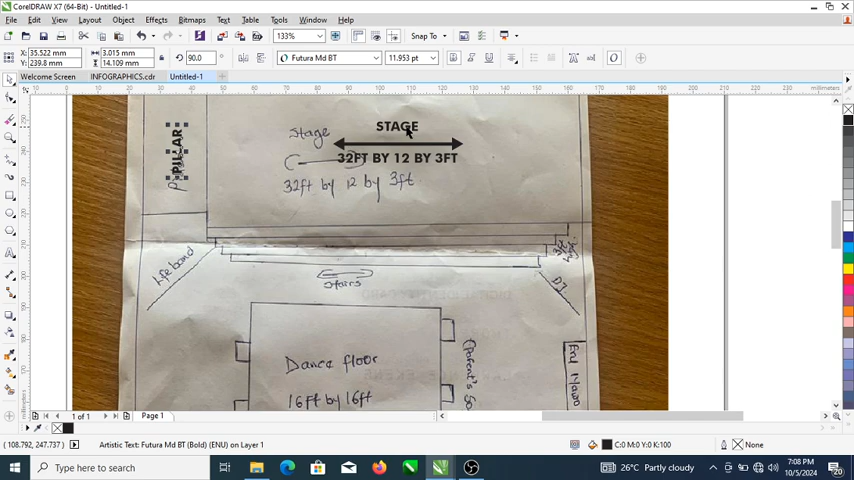 CorelDRAW X7 (64-Bit) - Untitled-1
File Edit View Layout Object Effects Bitmaps Text Table Tools Window Help
133% Snap To
X: 35.522 mm
Y: 239.8 mm
3.015 mm
14.109 mm
90.0
Futura Md BT
11.953 pt
Welcome Screen INFOGRAPHICS.cdr Untitled-1
millimeters
PILLAR
Stage
STAGE
32FT BY 12 BY 3FT
32ft by 12 by 3ft
life band
Stairs
DJ
Dance floor
16ft by 16ft
(Parent's
1 of 1 Page 1
(108.792, 247.737) Artistic Text: Futura Md BT (Bold) (ENU) on Layer 1 C:0 M:0 Y:0 K:100 None
Type here to search
26°C Partly cloudy
7:08 PM
10/5/2024